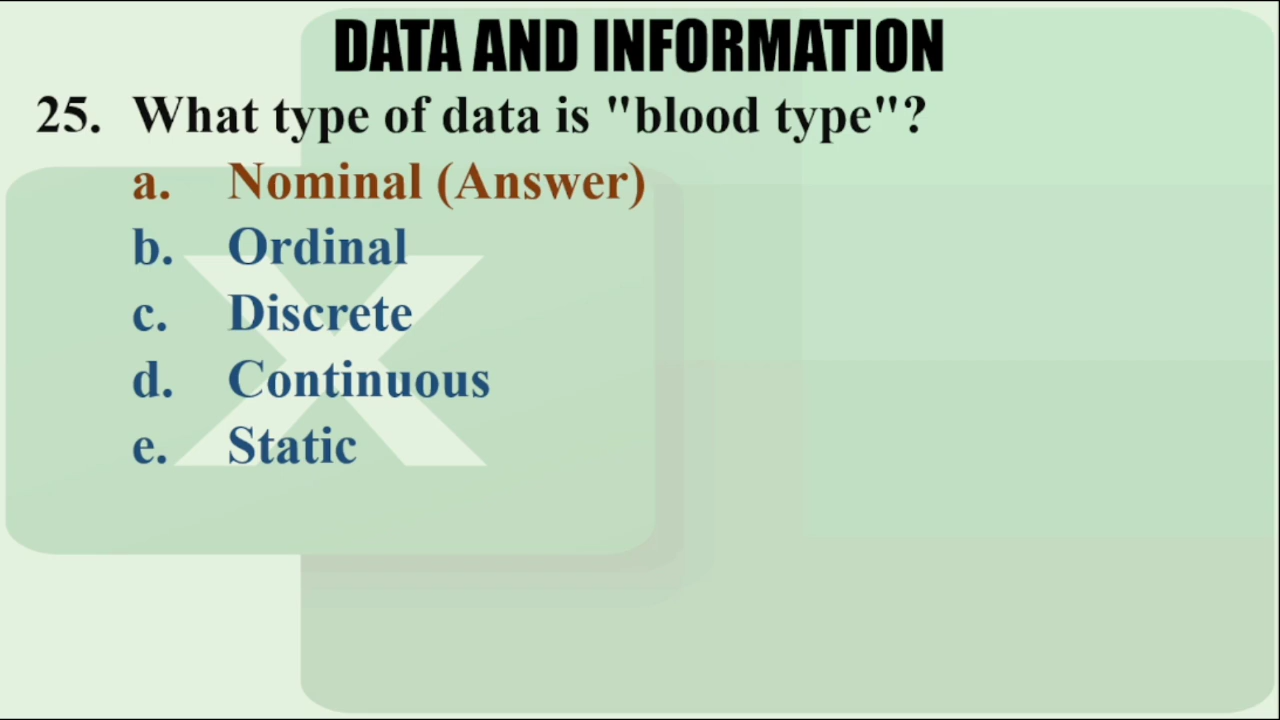 DATA AND INFORMATION
25. What type of data is "blood type"?
a. Nominal (Answer)
b. Ordinal
c. Discrete
d. Continuous
e. Static